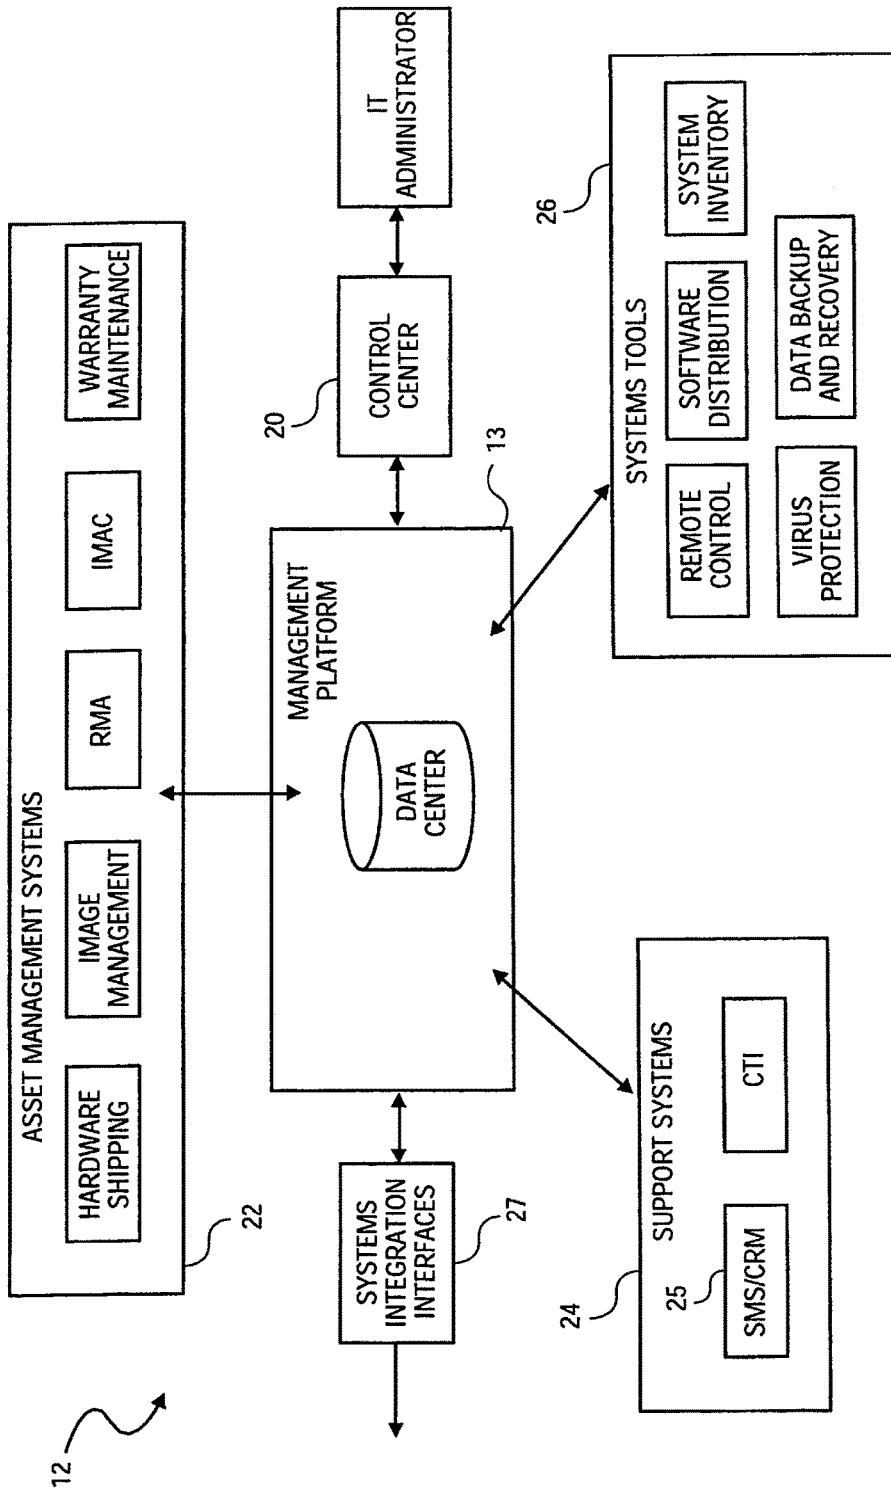 12
ASSET MANAGEMENT SYSTEMS
HARDWARE
SHIPPING
IMAGE
MANAGEMENT
RMA
IMAC
WARRANTY
MAINTENANCE
22
SYSTEMS
INTEGRATION
INTERFACES
27
MANAGEMENT
PLATFORM
DATA
CENTER
13
20
CONTROL
CENTER
IT
ADMINISTRATOR
24
SUPPORT SYSTEMS
25
SMS/CRM
CTI
26
SYSTEMS TOOLS
REMOTE
CONTROL
SOFTWARE
DISTRIBUTION
SYSTEM
INVENTORY
VIRUS
PROTECTION
DATA BACKUP
AND RECOVERY